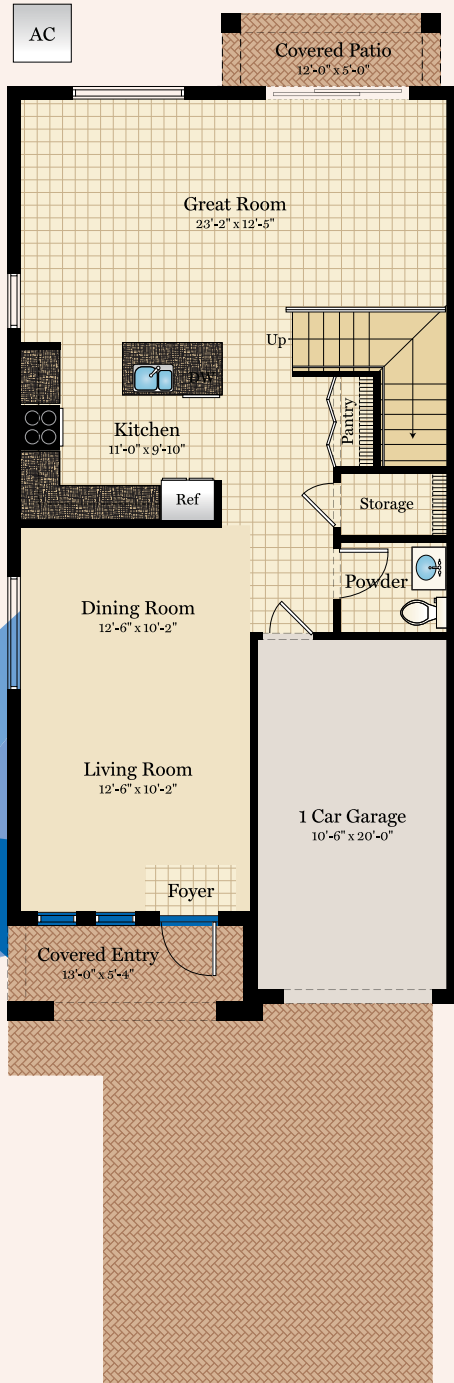 AC
Covered Patio
12'-0" x 5'-0"
Great Room
23'-2" x 12'-5"
Up
DW
Kitchen
11'-0" x 9'-10"
Pantry
Ref
Storage
Powder
Dining Room
12'-6" x 10'-2"
Living Room
12'-6" x 10'-2"
1 Car Garage
10'-6" x 20'-0"
Foyer
Covered Entry
13'-0" x 5'-4"